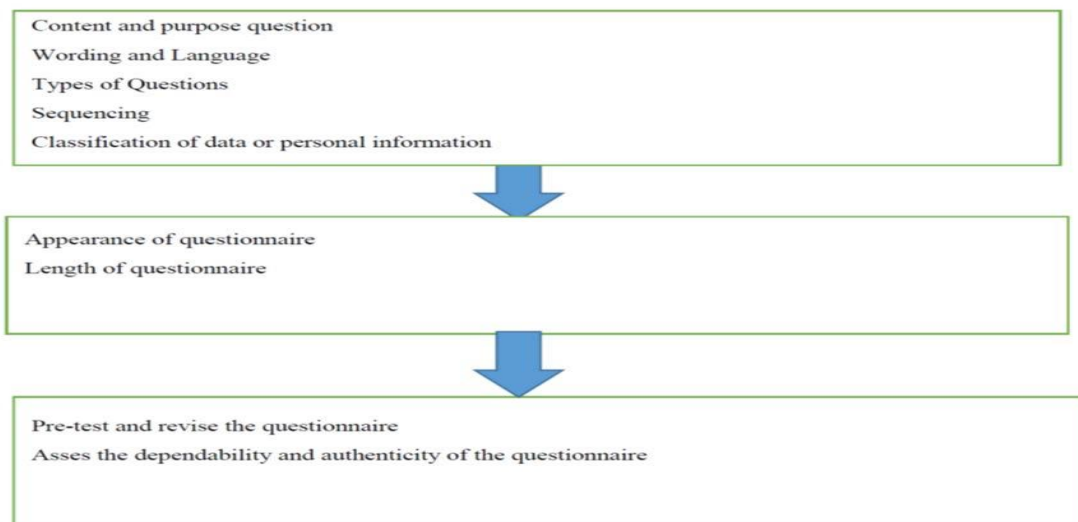 Content and purpose question
Wording and Language
Types of Questions
Sequencing
Classification of data or personal information
Appearance of questionnaire
Length of questionnaire
Pre-test and revise the questionnaire
Asses the dependability and authenticity of the questionnaire